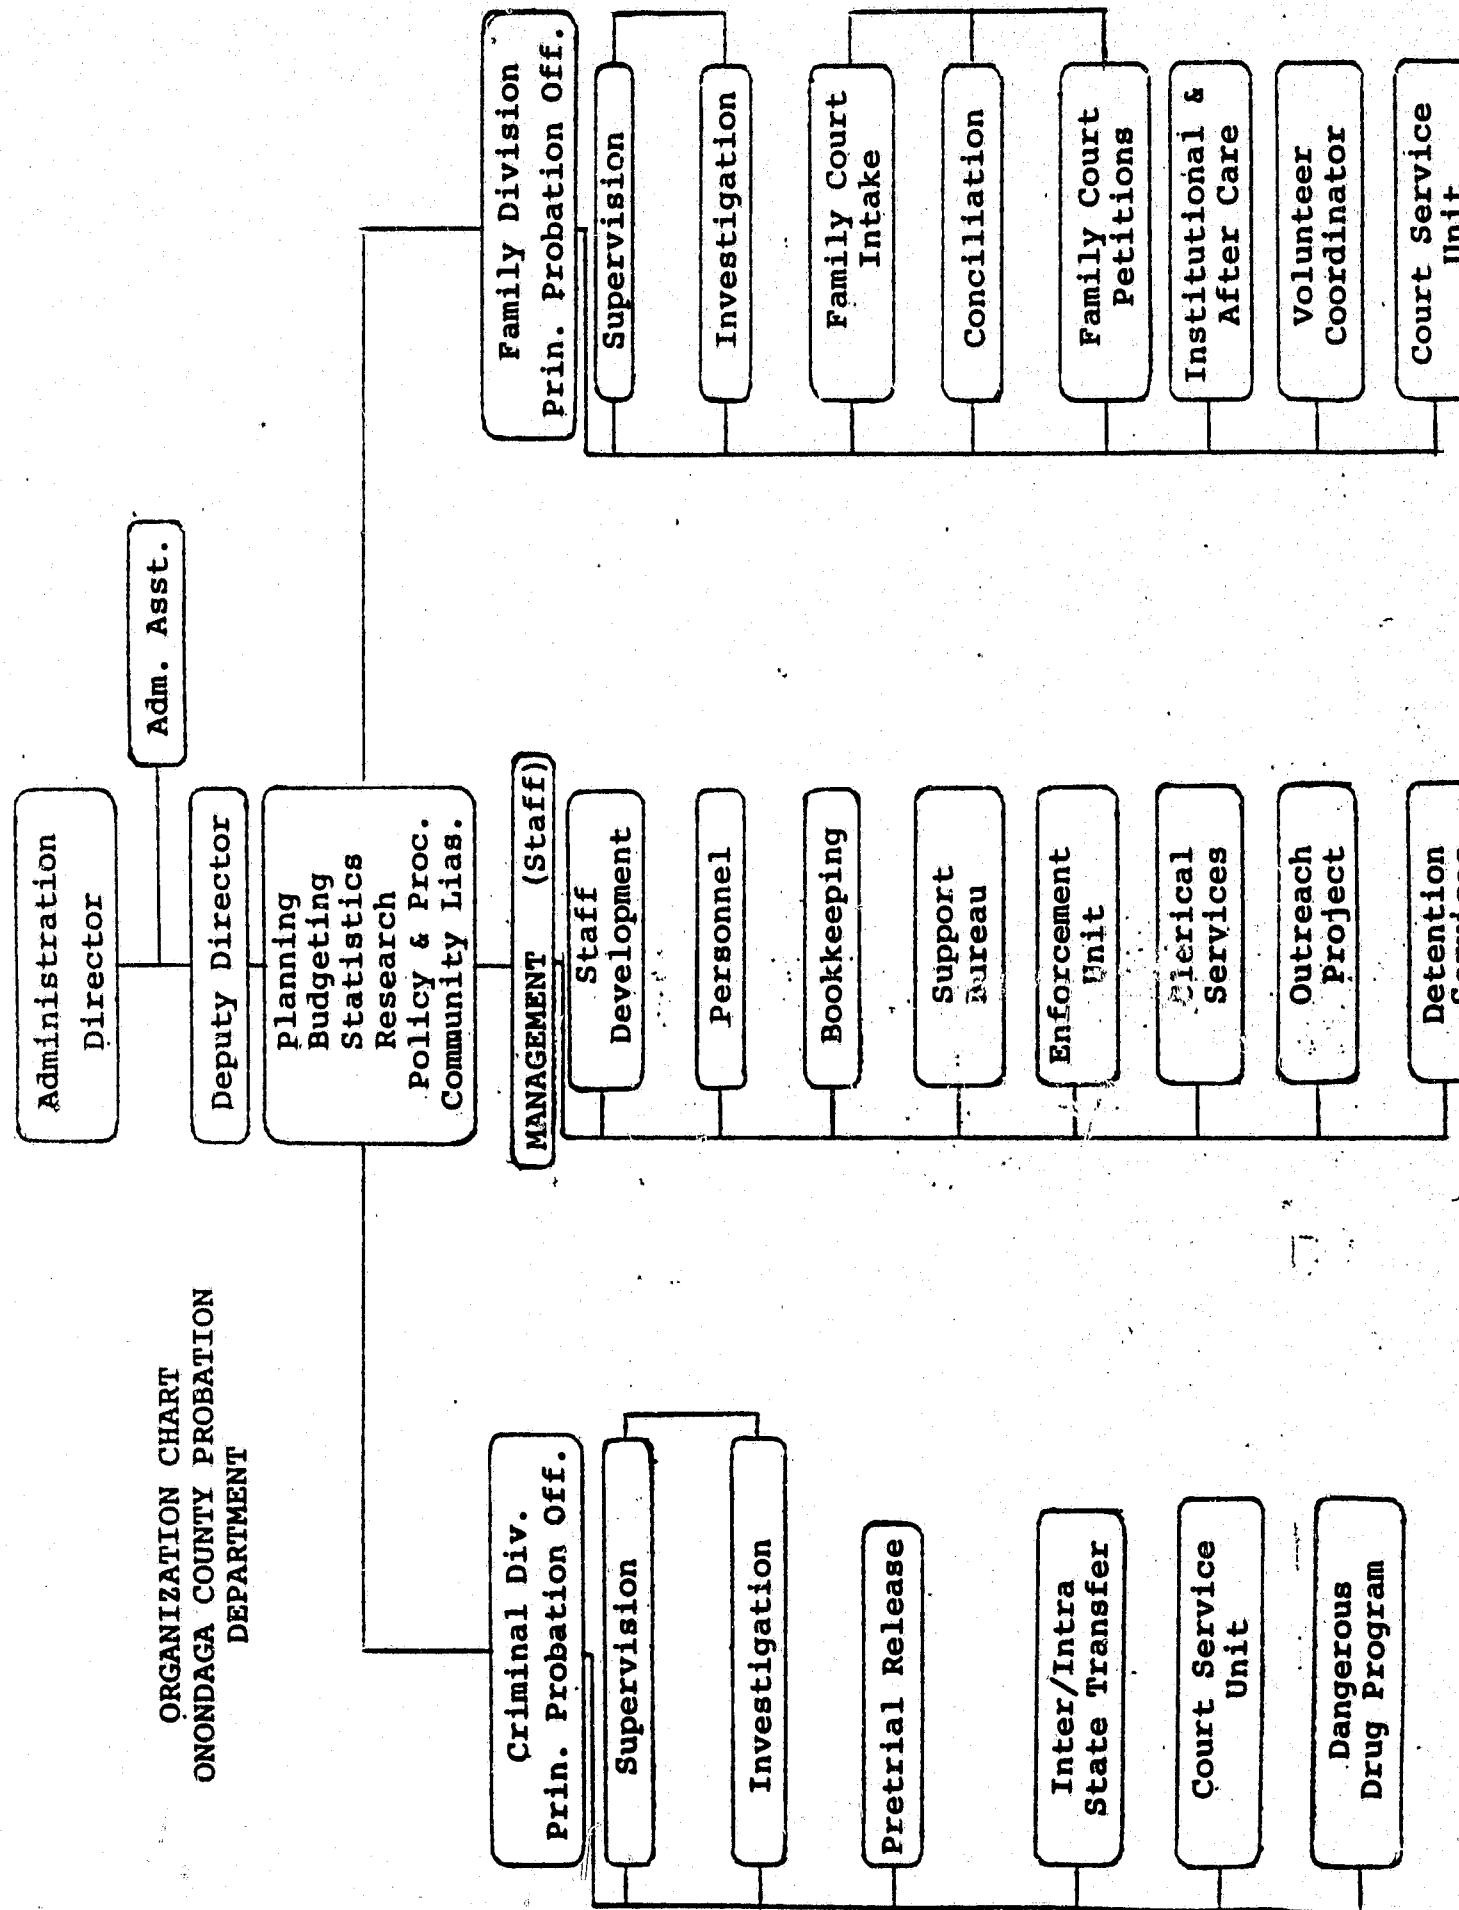 ORGANIZATION CHART
ONONDAGA COUNTY PROBATION
DEPARTMENT
Administration
Director
Adm. Asst.
Deputy Director
Planning
Budgeting
Statistics
Research
Policy & Proc.
Community Lias.
Criminal Div.
Prin. Probation Off.
Supervision
Investigation
Pretrial Release
Inter/Intra
State Transfer
Court Service
Unit
Dangerous
Drug Program
MANAGEMENT (Staff)
Staff
Development
Personnel
Bookkeeping
Support
Bureau
Enforcement
Unit
Clerical
Services
Outreach
Project
Detention
Family Division
Prin. Probation Off.
Supervision
Investigation
Family Court
Intake
Conciliation
Family Court
Petitions
Institutional &
After Care
Volunteer
Coordinator
Court Service
Unit